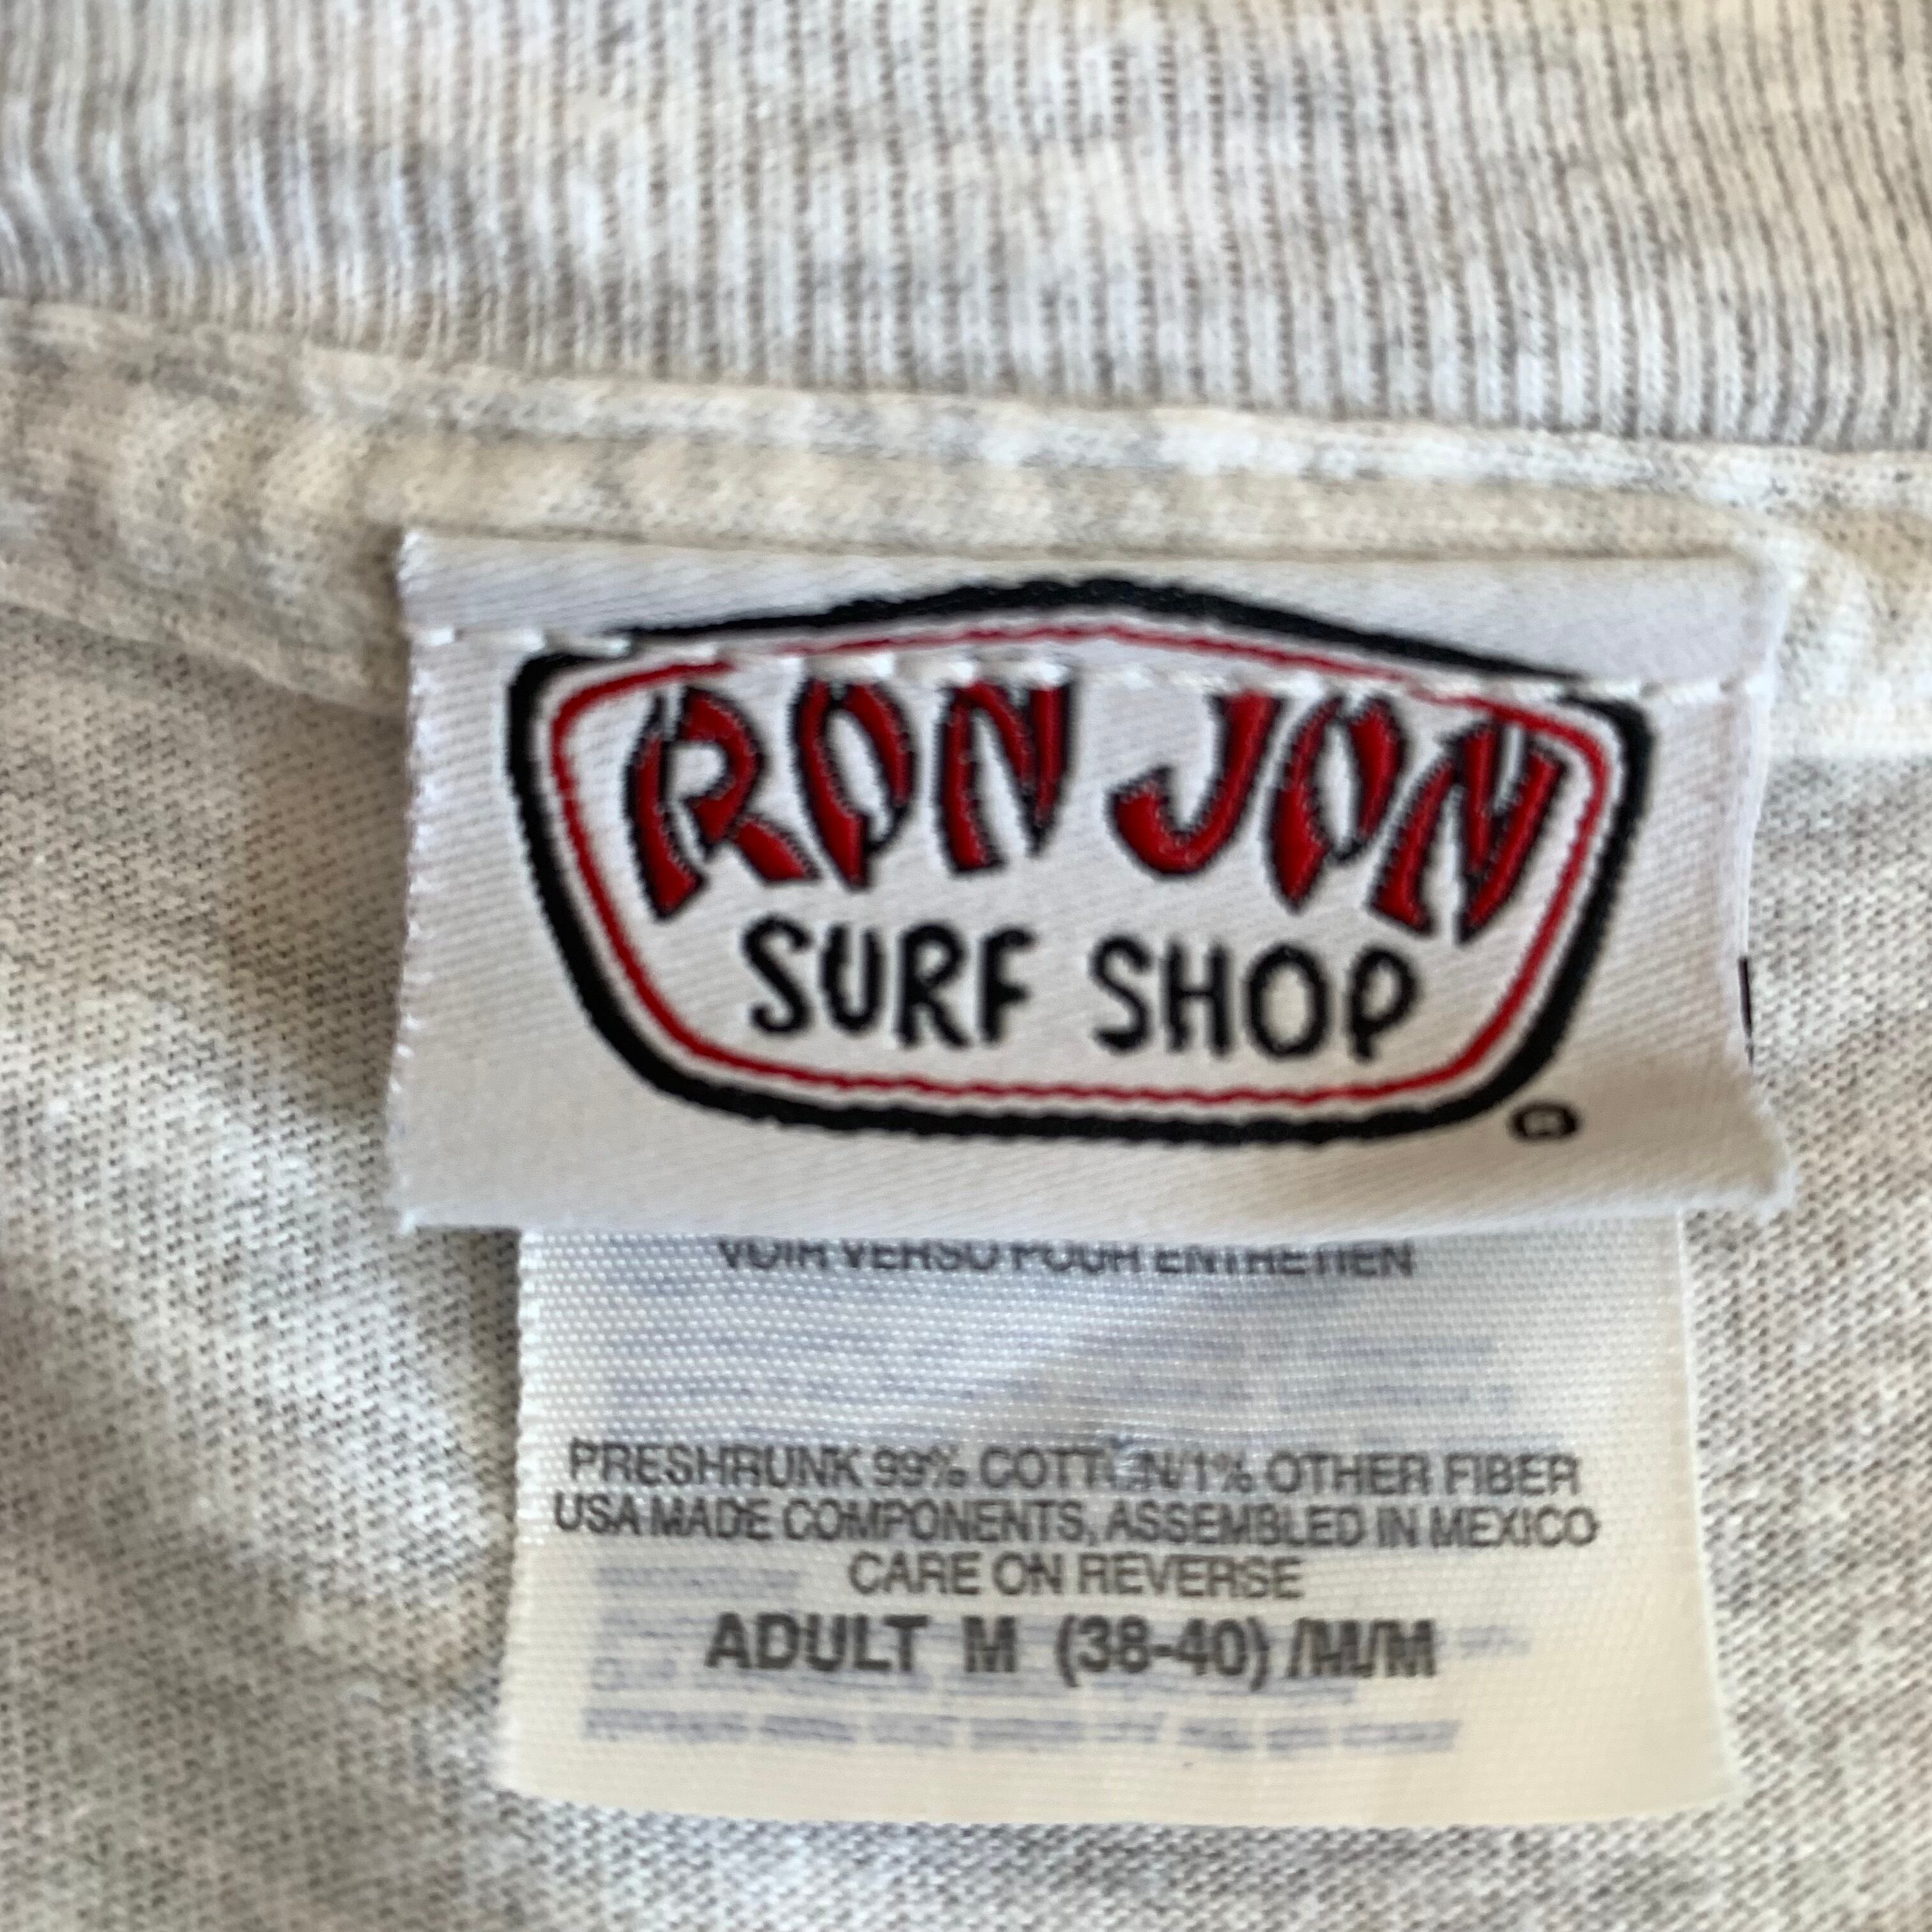 RON JON
SURF SHOP
®
VOIR VERSO POUR ENTRETIEN
PRESHRUNK 99% COTTON/1% OTHER FIBER
USA MADE COMPONENTS, ASSEMBLED IN MEXICO
CARE ON REVERSE
ADULT M (38-40) /M/M